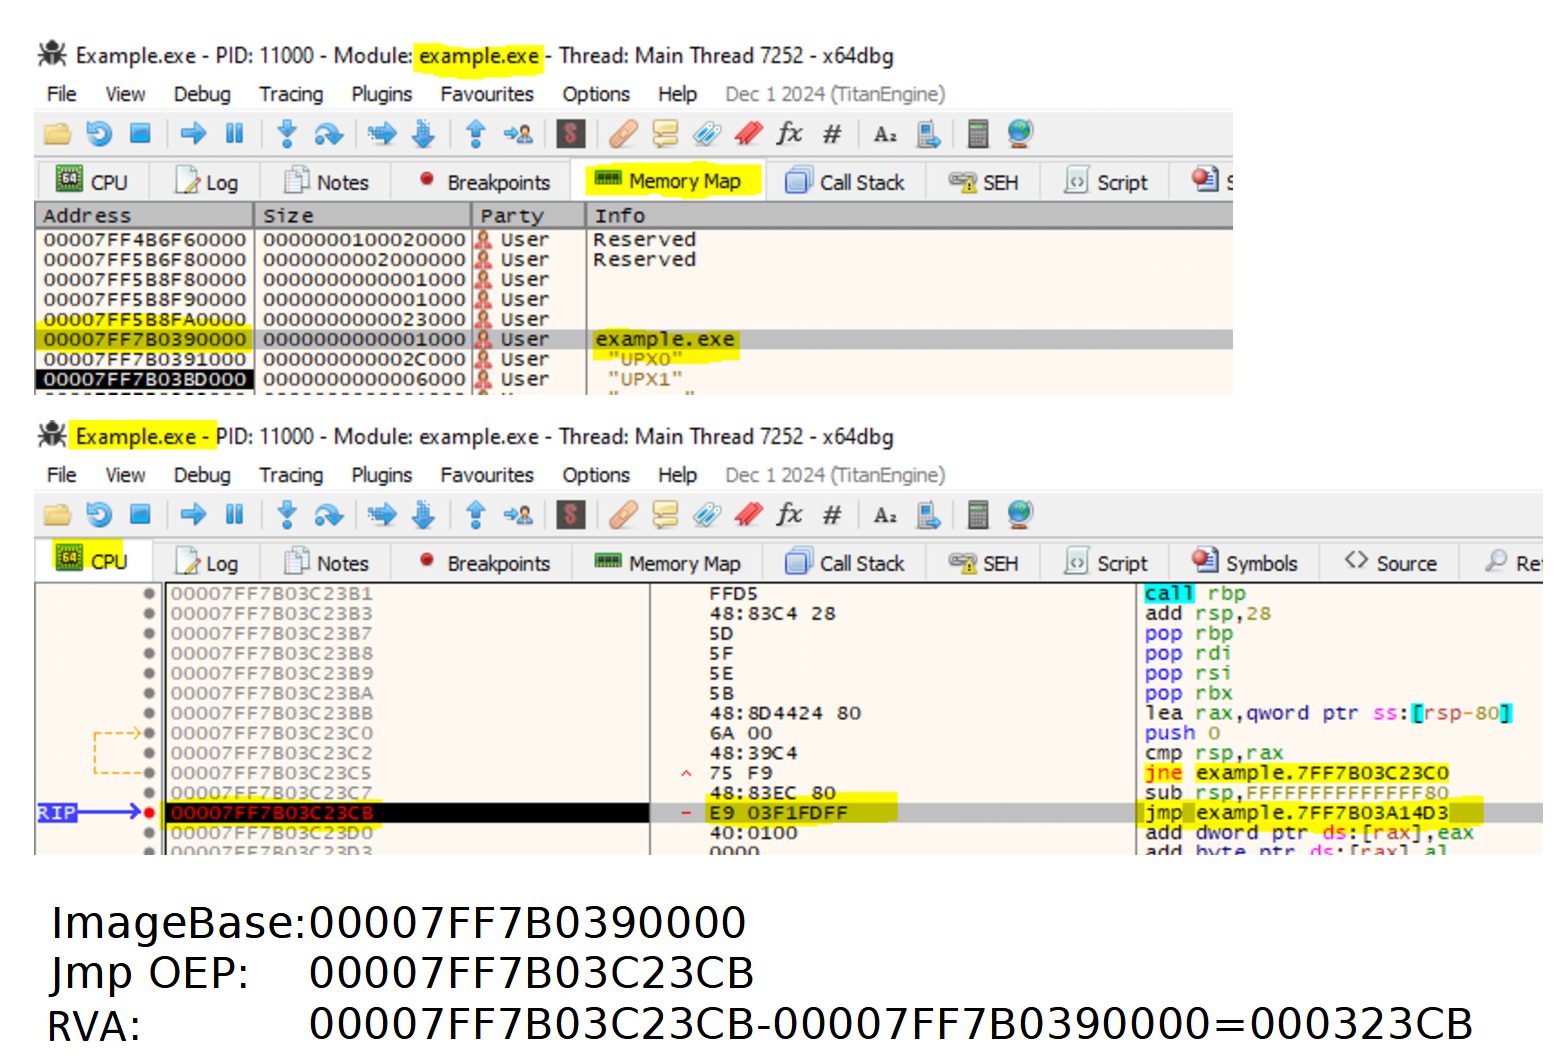 Example.exe - PID: 11000 - Module: example.exe - Thread: Main Thread 7252 - x64dbg
File View Debug Tracing Plugins Favourites Options Help Dec 1 2024 (TitanEngine)
CPU Log Notes Breakpoints Memory Map Call Stack SEH Script
Address Size Party Info
00007FF4B6F60000 0000000100020000 User Reserved
00007FF5B6F80000 0000000002000000 User Reserved
00007FF5B8F80000 0000000000001000 User
00007FF5B8F90000 0000000000001000 User
00007FF5B8FA0000 0000000000023000 User
00007FF7B0390000 0000000000001000 User example.exe
00007FF7B0391000 000000000002C000 User "UPX0"
00007FF7B03BD000 0000000000006000 User "UPX1"
Example.exe - PID: 11000 - Module: example.exe - Thread: Main Thread 7252 - x64dbg
File View Debug Tracing Plugins Favourites Options Help Dec 1 2024 (TitanEngine)
CPU Log Notes Breakpoints Memory Map Call Stack SEH Script Symbols Source Re
00007FF7B03C23B1 FFD5 call rbp
00007FF7B03C23B3 48:83C4 28 add rsp,28
00007FF7B03C23B7 5D pop rbp
00007FF7B03C23B8 5F pop rdi
00007FF7B03C23B9 5E pop rsi
00007FF7B03C23BA 5B pop rbx
00007FF7B03C23BB 48:8D4424 80 lea rax,qword ptr ss:[rsp-80]
00007FF7B03C23C0 6A 00 push 0
00007FF7B03C23C2 48:39C4 cmp rsp,rax
00007FF7B03C23C5 ^ 75 F9 jne example.7FF7B03C23C0
00007FF7B03C23C7 48:83EC 80 sub rsp,FFFFFFFFFFFFFF80
RIP 00007FF7B03C23CB - E9 03F1FDFF jmp example.7FF7B03A14D3
00007FF7B03C23D0 40:0100 add dword ptr ds:[rax],eax
00007FF7B03C23D3 0000 add byte ptr ds:[rax],al
ImageBase:00007FF7B0390000
Jmp OEP: 00007FF7B03C23CB
RVA: 00007FF7B03C23CB-00007FF7B0390000=000323CB